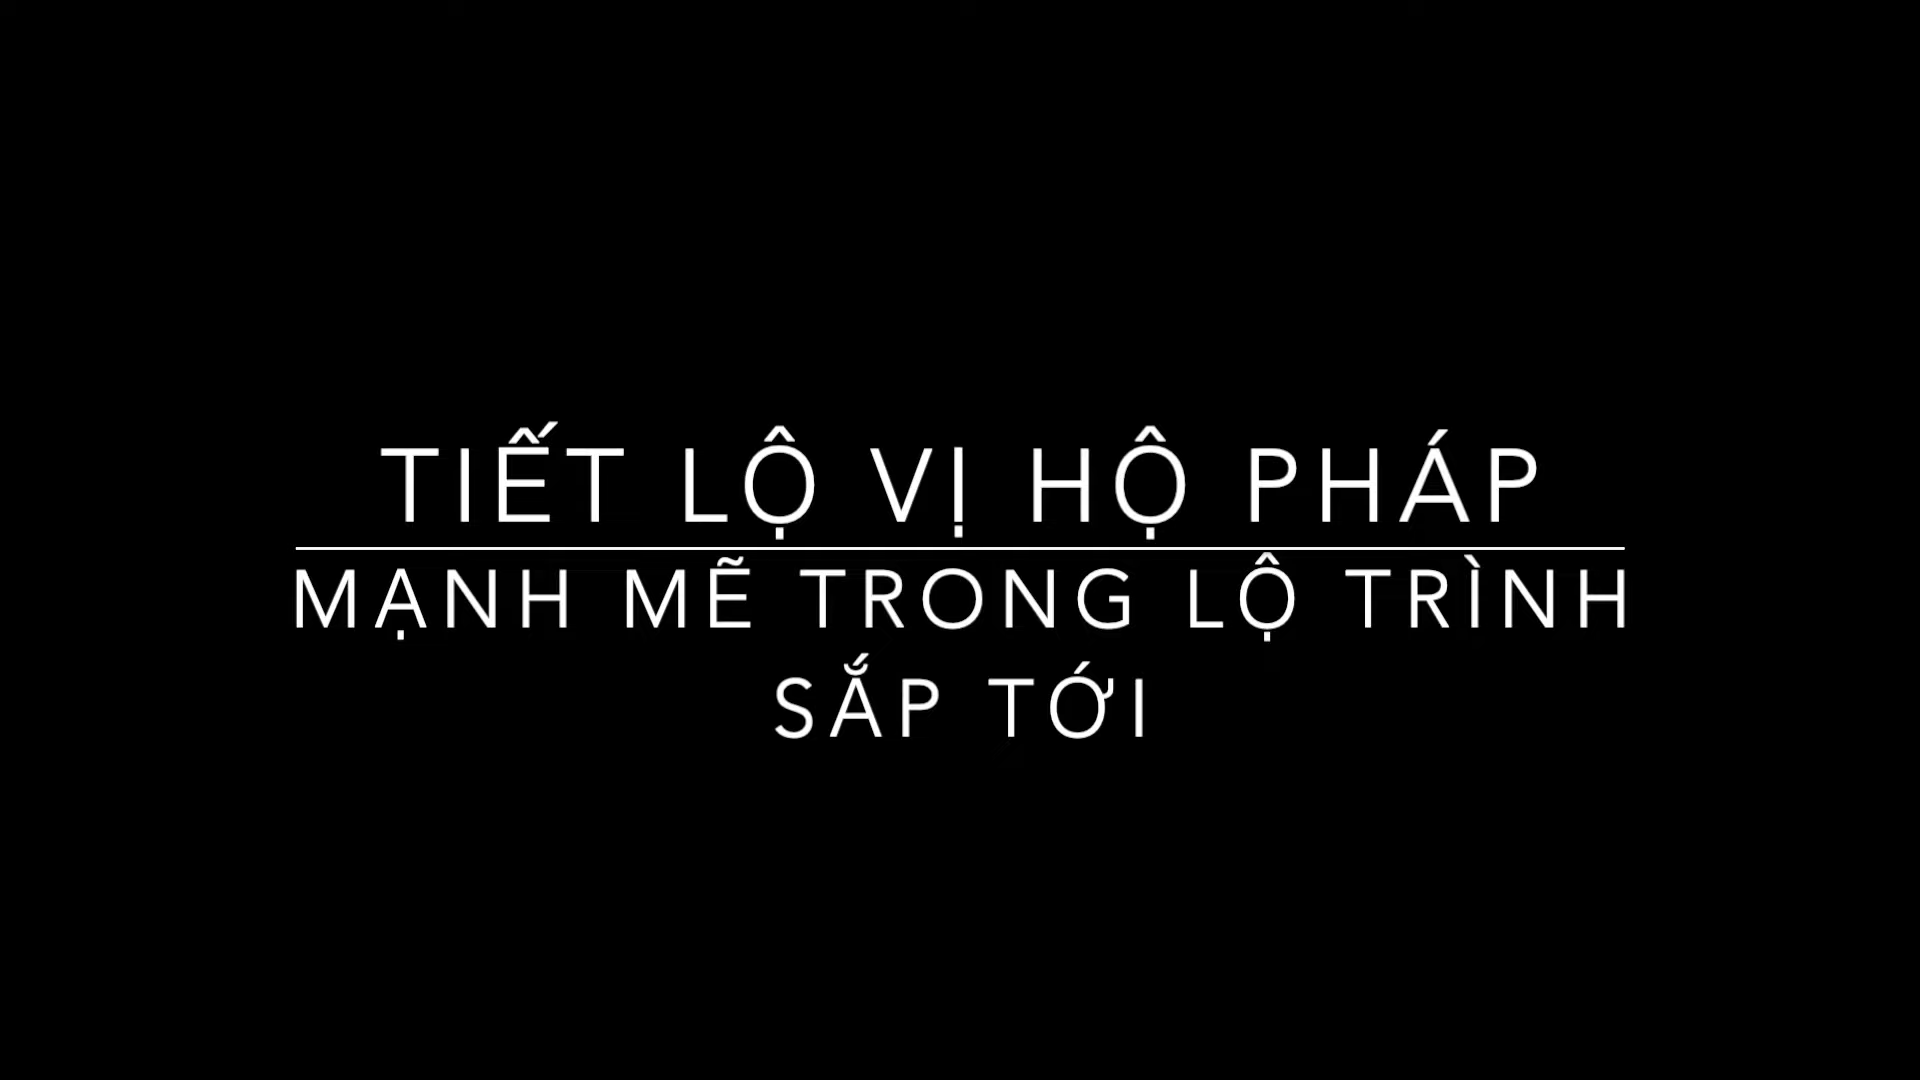 TIẾT LỘ VỊ HỘ PHÁP
MẠNH MẼ TRONG LỘ TRÌNH
SẮP TỚI